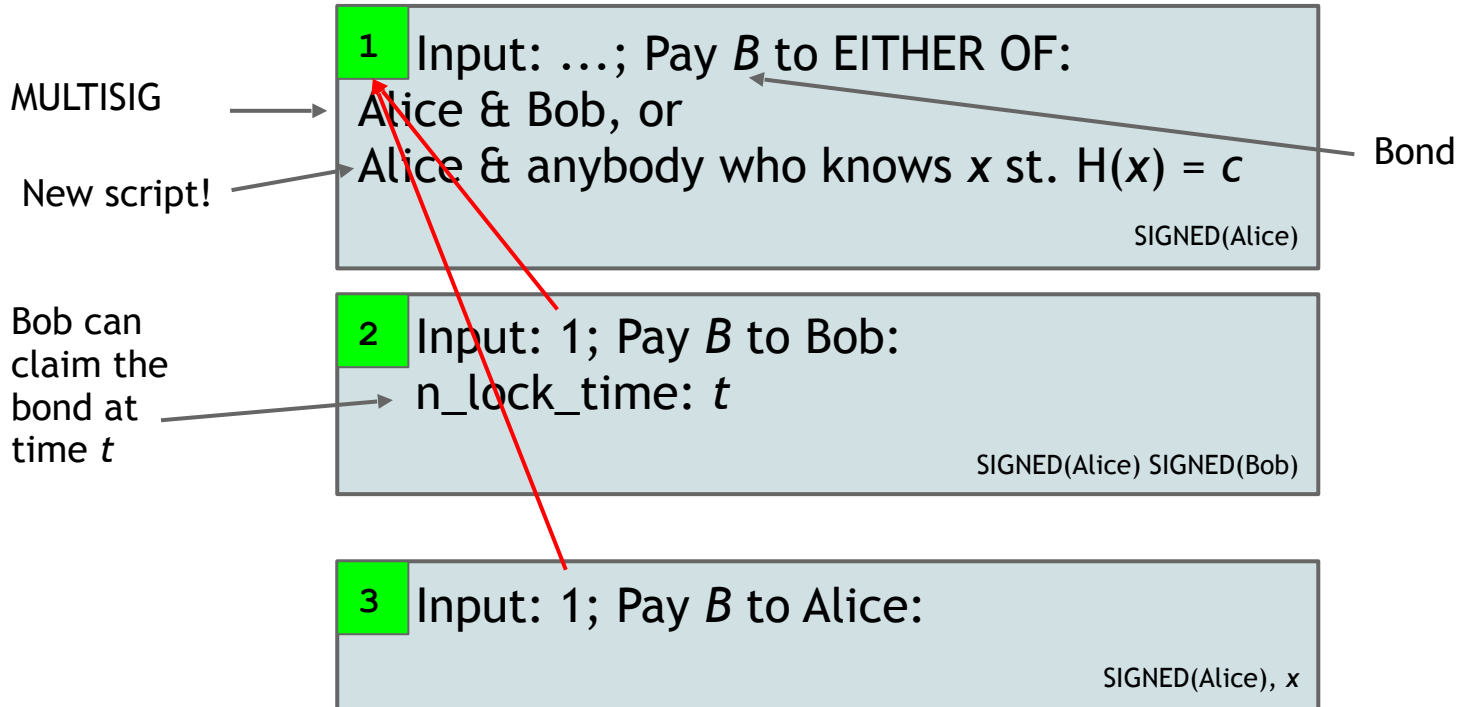 MULTISIG
New script!
1 Input: ...; Pay B to EITHER OF:
Alice & Bob, or
Alice & anybody who knows x st. H(x) = c
SIGNED(Alice)
Bond
Bob can
claim the
bond at
time t
2 Input: 1; Pay B to Bob:
n_lock_time: t
SIGNED(Alice) SIGNED(Bob)
3 Input: 1; Pay B to Alice:
SIGNED(Alice), x